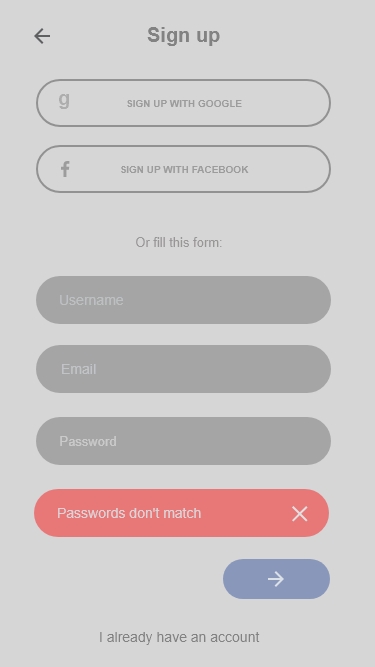 Sign up
g SIGN UP WITH GOOGLE
f SIGN UP WITH FACEBOOK
Or fill this form:
Username
Email
Password
Passwords don't match
I already have an account